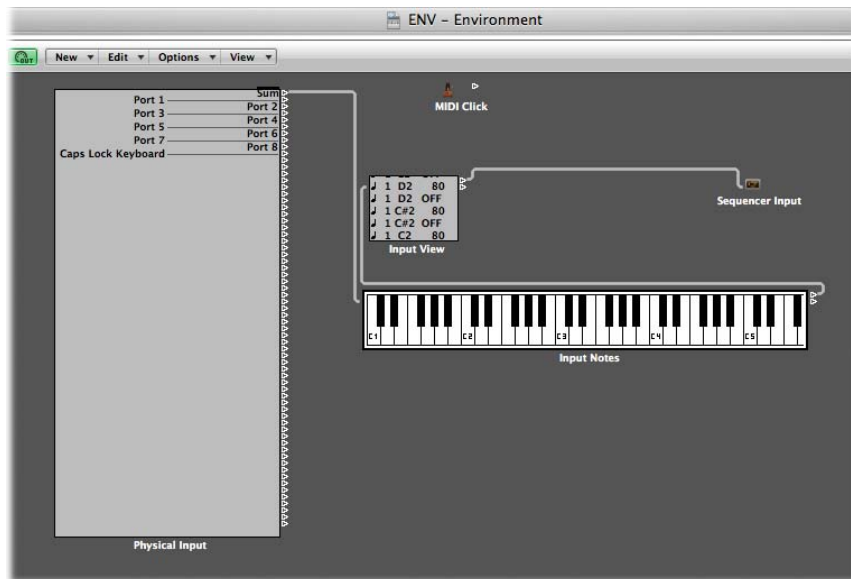 ENV – Environment
OUT
New Edit Options View
Sum
Port 1
Port 2
Port 3
Port 4
Port 5
Port 6
Port 7
Port 8
Caps Lock Keyboard
Physical Input
MIDI Click
1 D2 80
1 D2 OFF
1 C#2 80
1 C#2 OFF
1 C2 80
Input View
Sequencer Input
C1 C2 C3 C4 C5
Input Notes